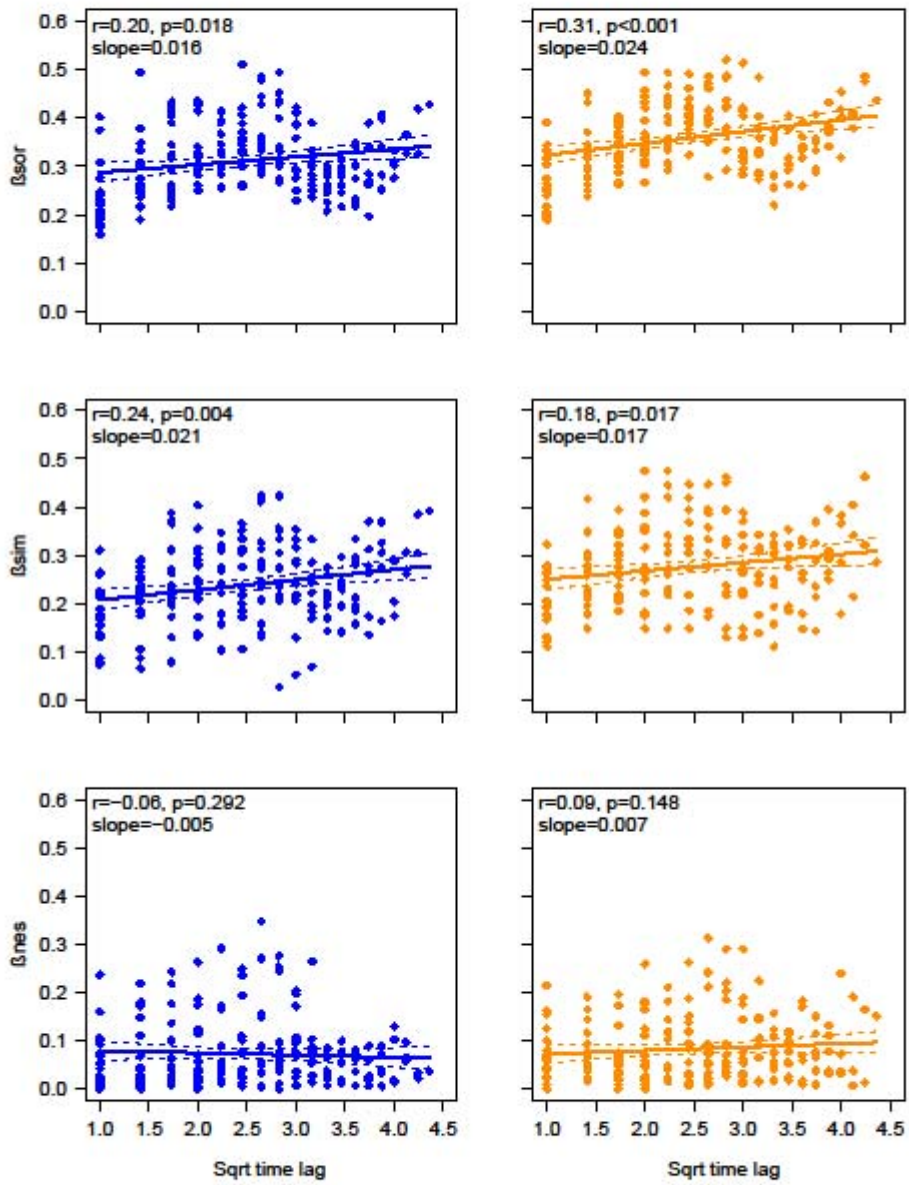 r=0.20, p=0.018
slope=0.016
r=0.31, p<0.001
slope=0.024
ßsor
0.6
0.5
0.4
0.3
0.2
0.1
0.0
r=0.24, p=0.004
slope=0.021
r=0.18, p=0.017
slope=0.017
ßsim
0.6
0.5
0.4
0.3
0.2
0.1
0.0
r=−0.06, p=0.292
slope=−0.005
r=0.09, p=0.148
slope=0.007
ßnes
0.6
0.5
0.4
0.3
0.2
0.1
0.0
1.0 1.5 2.0 2.5 3.0 3.5 4.0 4.5
1.0 1.5 2.0 2.5 3.0 3.5 4.0 4.5
Sqrt time lag
Sqrt time lag